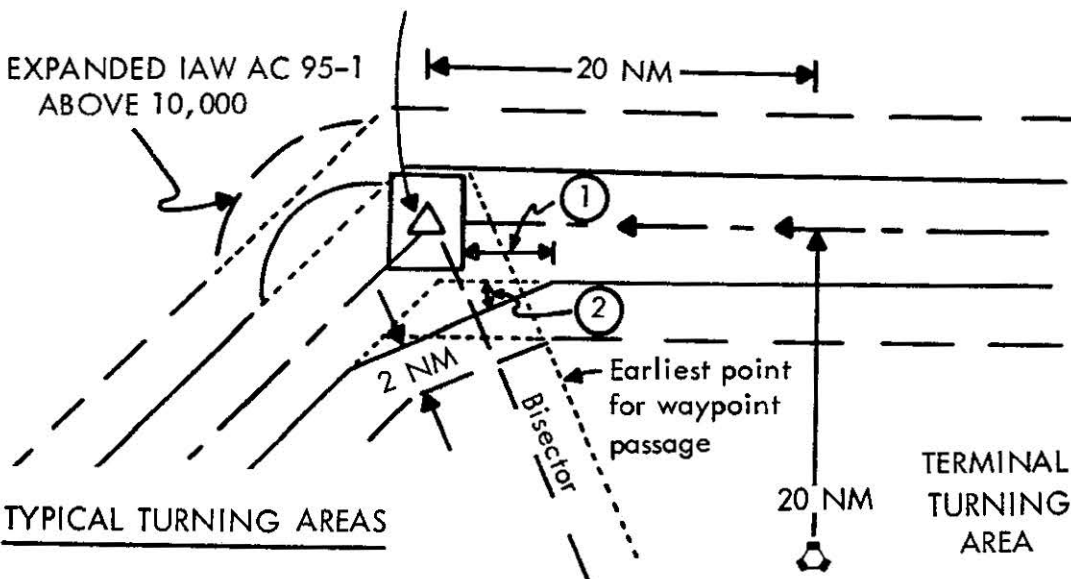 EXPANDED IAW AC 95-1
ABOVE 10,000
20 NM
1
2
2 NM
Earliest point
for waypoint
passage
Bisector
20 NM
TERMINAL
TURNING
AREA
TYPICAL TURNING AREAS